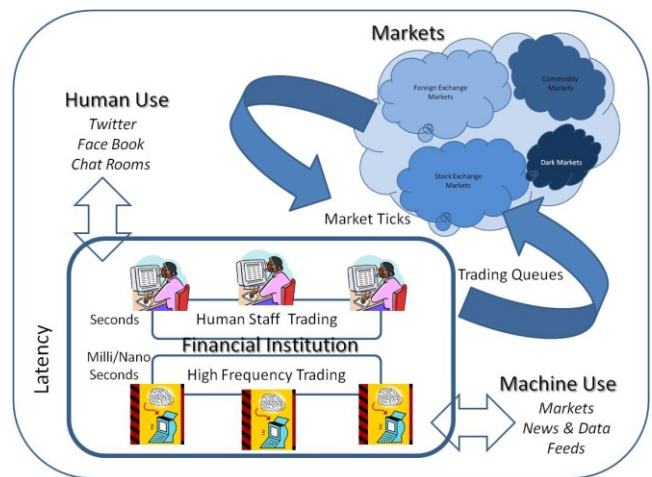 Markets
Foreign Exchange
Markets
Commodity
Markets
Stock Exchange
Markets
Dark Markets
Human Use
Twitter
Face Book
Chat Rooms
Market Ticks
Trading Queues
Latency
Seconds
Human Staff Trading
Financial Institution
Milli/Nano
Seconds
High Frequency Trading
Machine Use
Markets
News & Data
Feeds